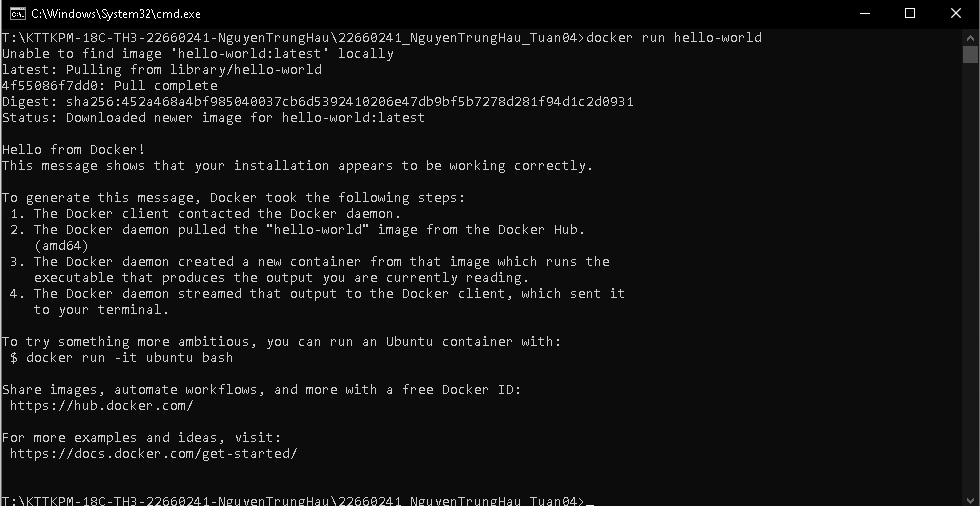 C:\Windows\System32\cmd.exe
T:\KTTKPM-18C-TH3-22660241-NguyenTrungHau\22660241_NguyenTrungHau_Tuan04>docker run hello-world
Unable to find image 'hello-world:latest' locally
latest: Pulling from library/hello-world
4f55086f7dd0: Pull complete
Digest: sha256:452a468a4bf985040037cb6d5392410206e47db9bf5b7278d281f94d1c2d0931
Status: Downloaded newer image for hello-world:latest
Hello from Docker!
This message shows that your installation appears to be working correctly.
To generate this message, Docker took the following steps:
1. The Docker client contacted the Docker daemon.
2. The Docker daemon pulled the "hello-world" image from the Docker Hub.
(amd64)
3. The Docker daemon created a new container from that image which runs the
executable that produces the output you are currently reading.
4. The Docker daemon streamed that output to the Docker client, which sent it
to your terminal.
To try something more ambitious, you can run an Ubuntu container with:
$ docker run -it ubuntu bash
Share images, automate workflows, and more with a free Docker ID:
https://hub.docker.com/
For more examples and ideas, visit:
https://docs.docker.com/get-started/
T:\KTTKPM-18C-TH3-22660241-NguyenTrungHau\22660241_NguyenTrungHau_Tuan04>_